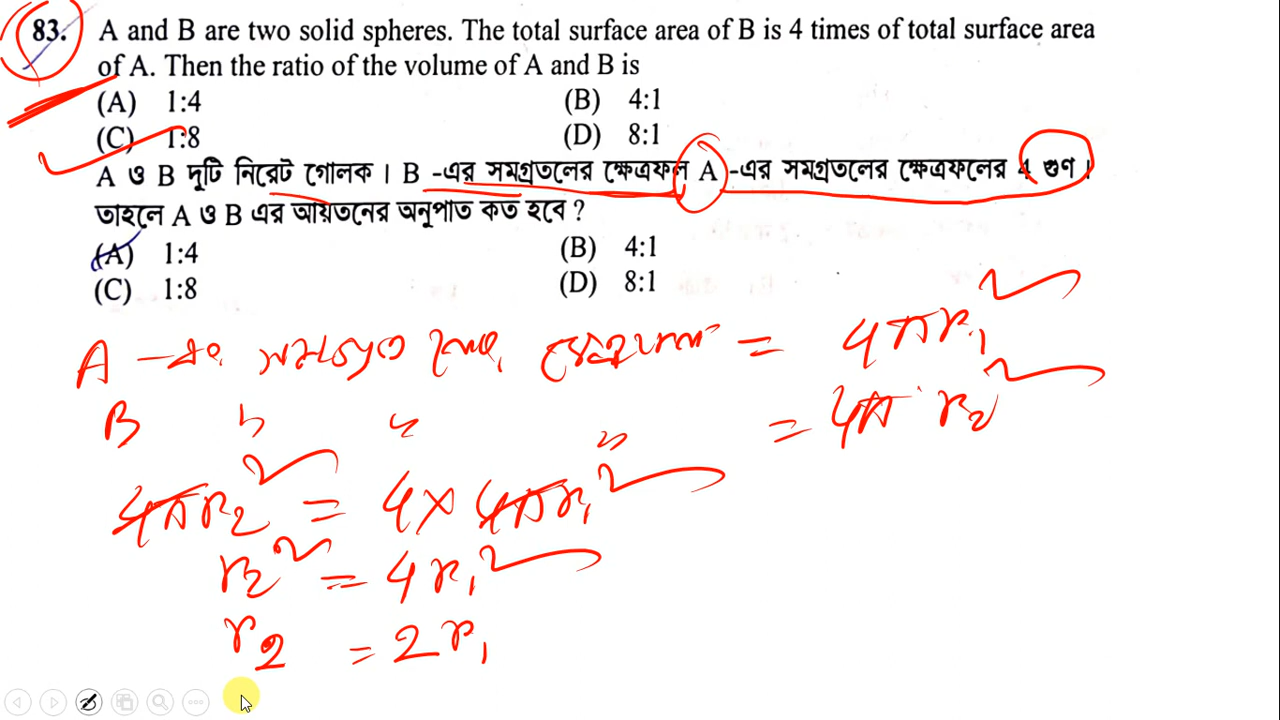 83. A and B are two solid spheres. The total surface area of B is 4 times of total surface area
of A. Then the ratio of the volume of A and B is
(A) 1:4 (B) 4:1
(C) 1:8 (D) 8:1
A ও B দুটি নিরেট গোলক। B -এর সমগ্রতলের ক্ষেত্রফল A -এর সমগ্রতলের ক্ষেত্রফলের 4 গুণ।
তাহলে A ও B এর আয়তনের অনুপাত কত হবে ?
(A) 1:4 (B) 4:1
(C) 1:8 (D) 8:1
A -এর ক্ষেত্রফল = 4πr₁²
B " " " = 4π r₂²
4πr₂² = 4 × 4πr₁²
r₂² = 4r₁²
r₂ = 2r₁